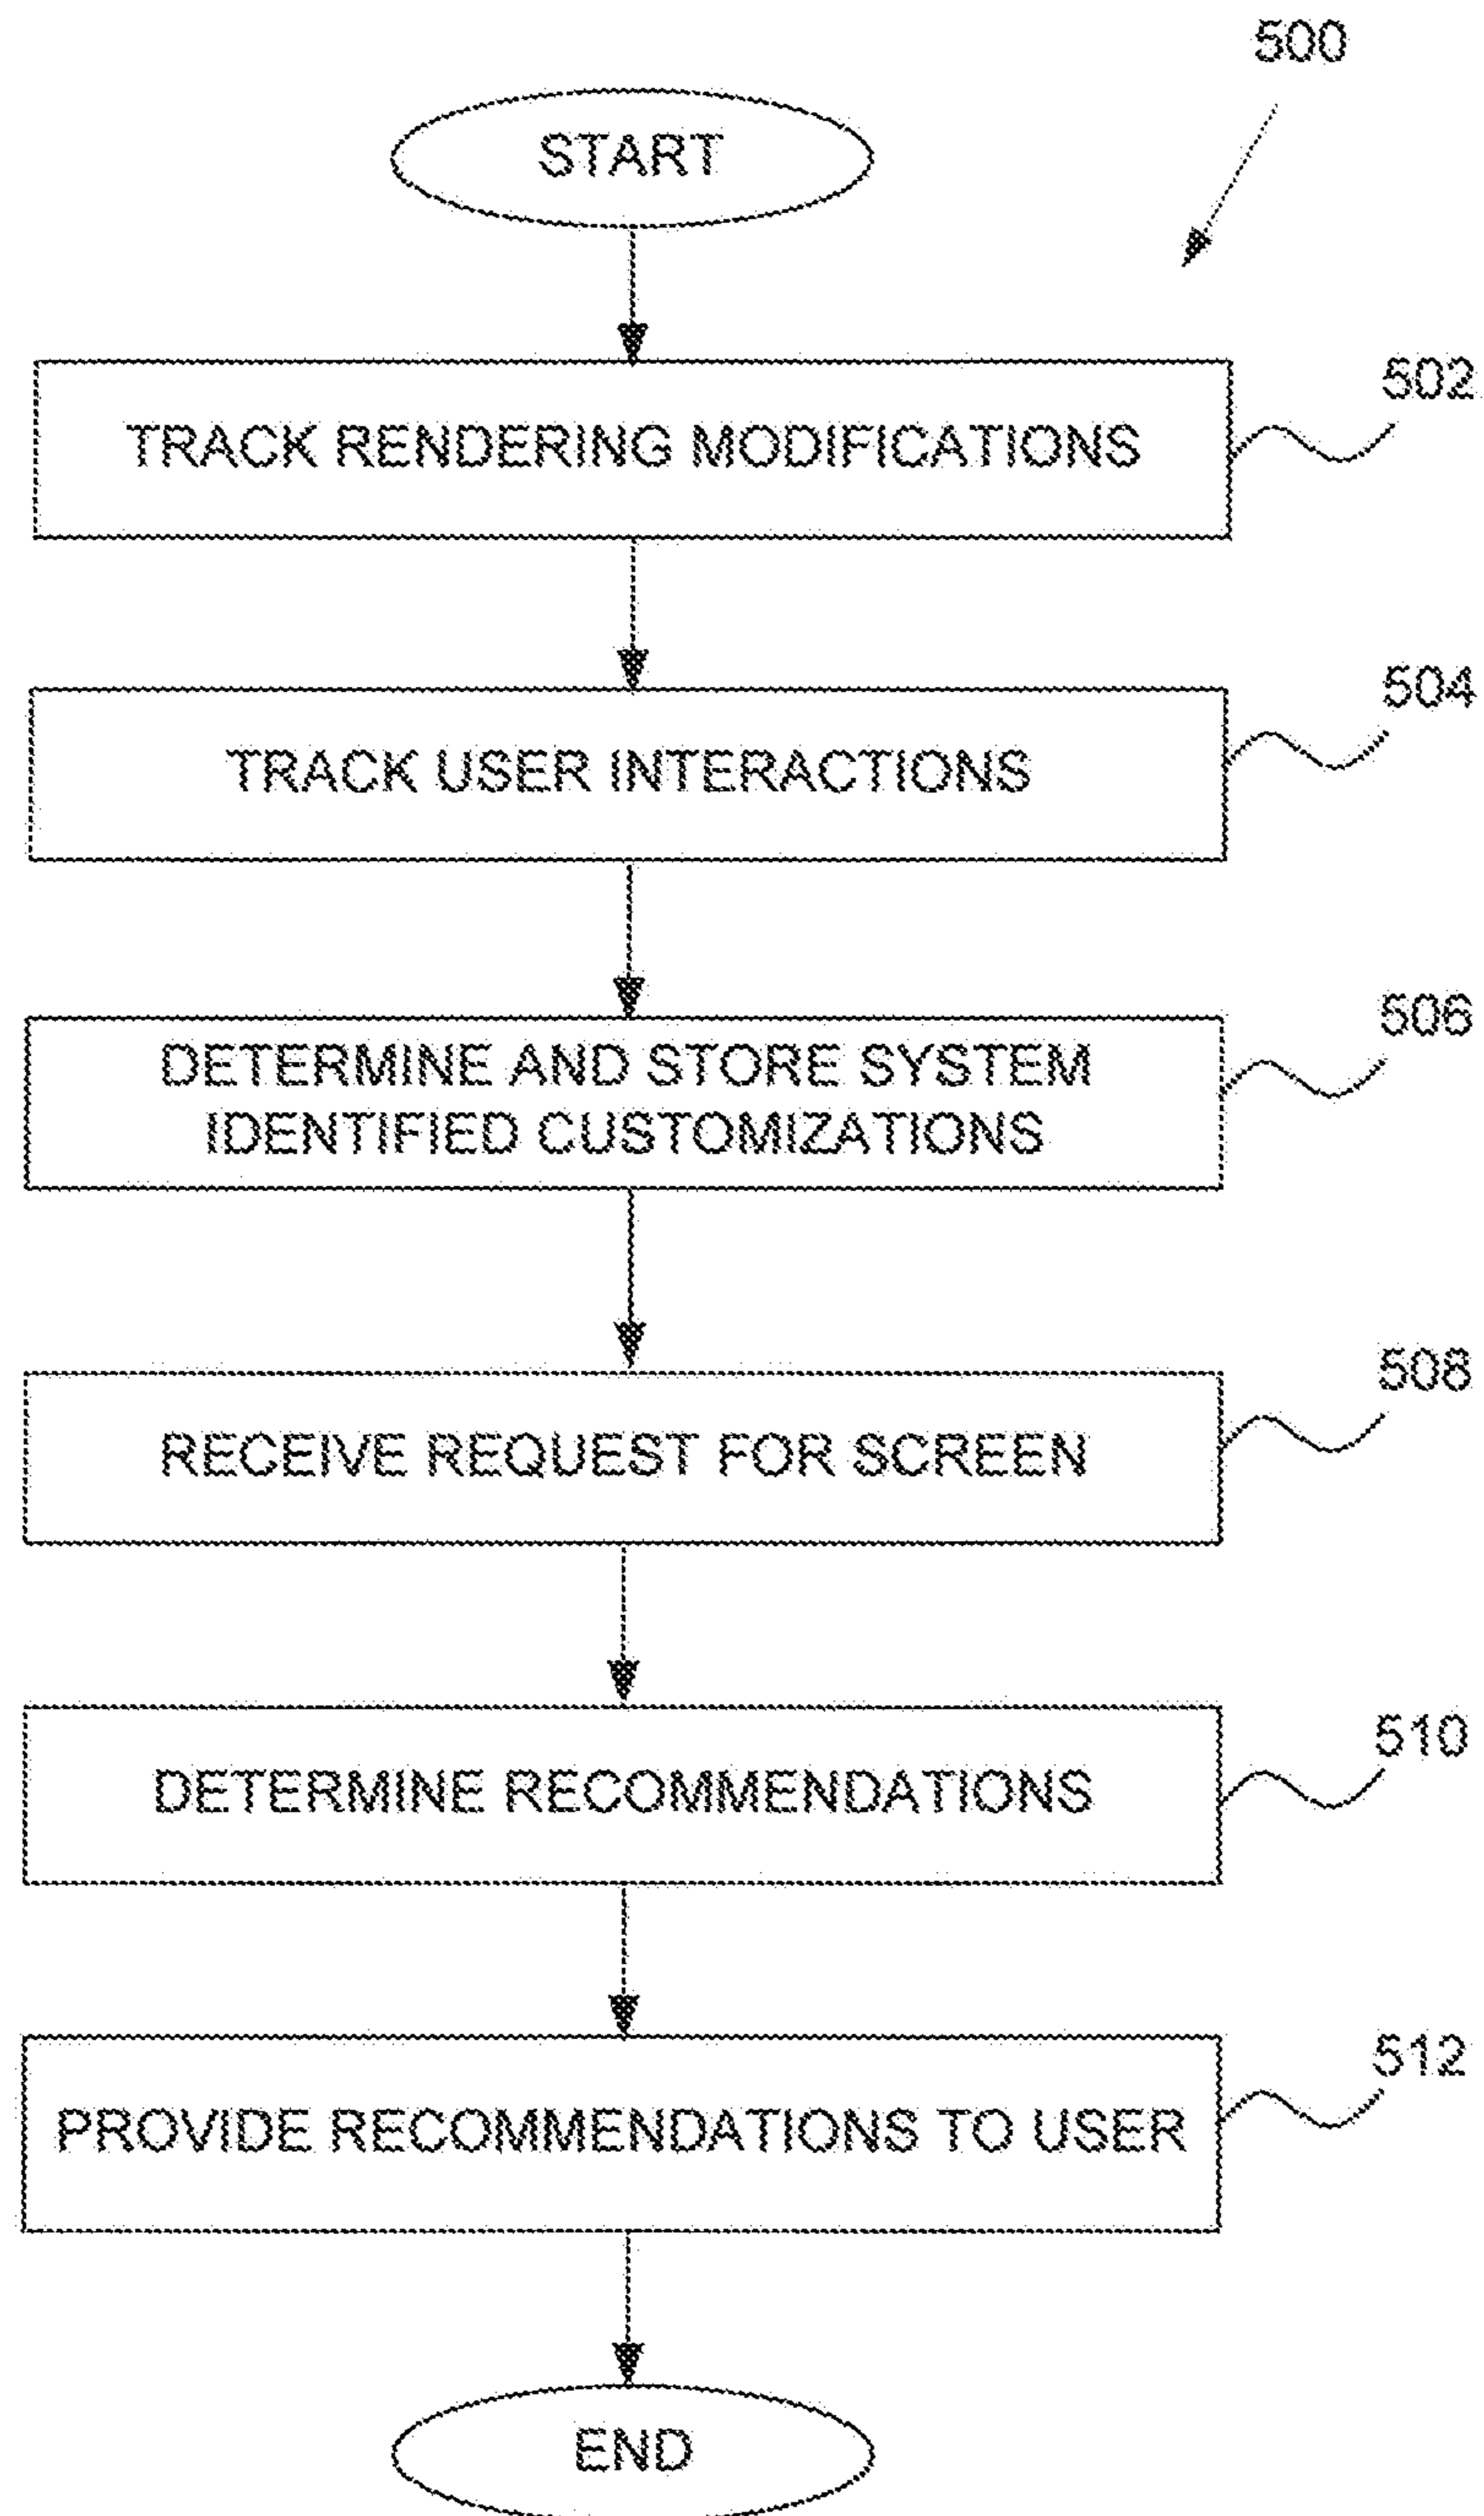 500
START
TRACK RENDERING MODIFICATIONS
502
TRACK USER INTERACTIONS
504
DETERMINE AND STORE SYSTEM
IDENTIFIED CUSTOMIZATIONS
506
RECEIVE REQUEST FOR SCREEN
508
DETERMINE RECOMMENDATIONS
510
PROVIDE RECOMMENDATIONS TO USER
512
END